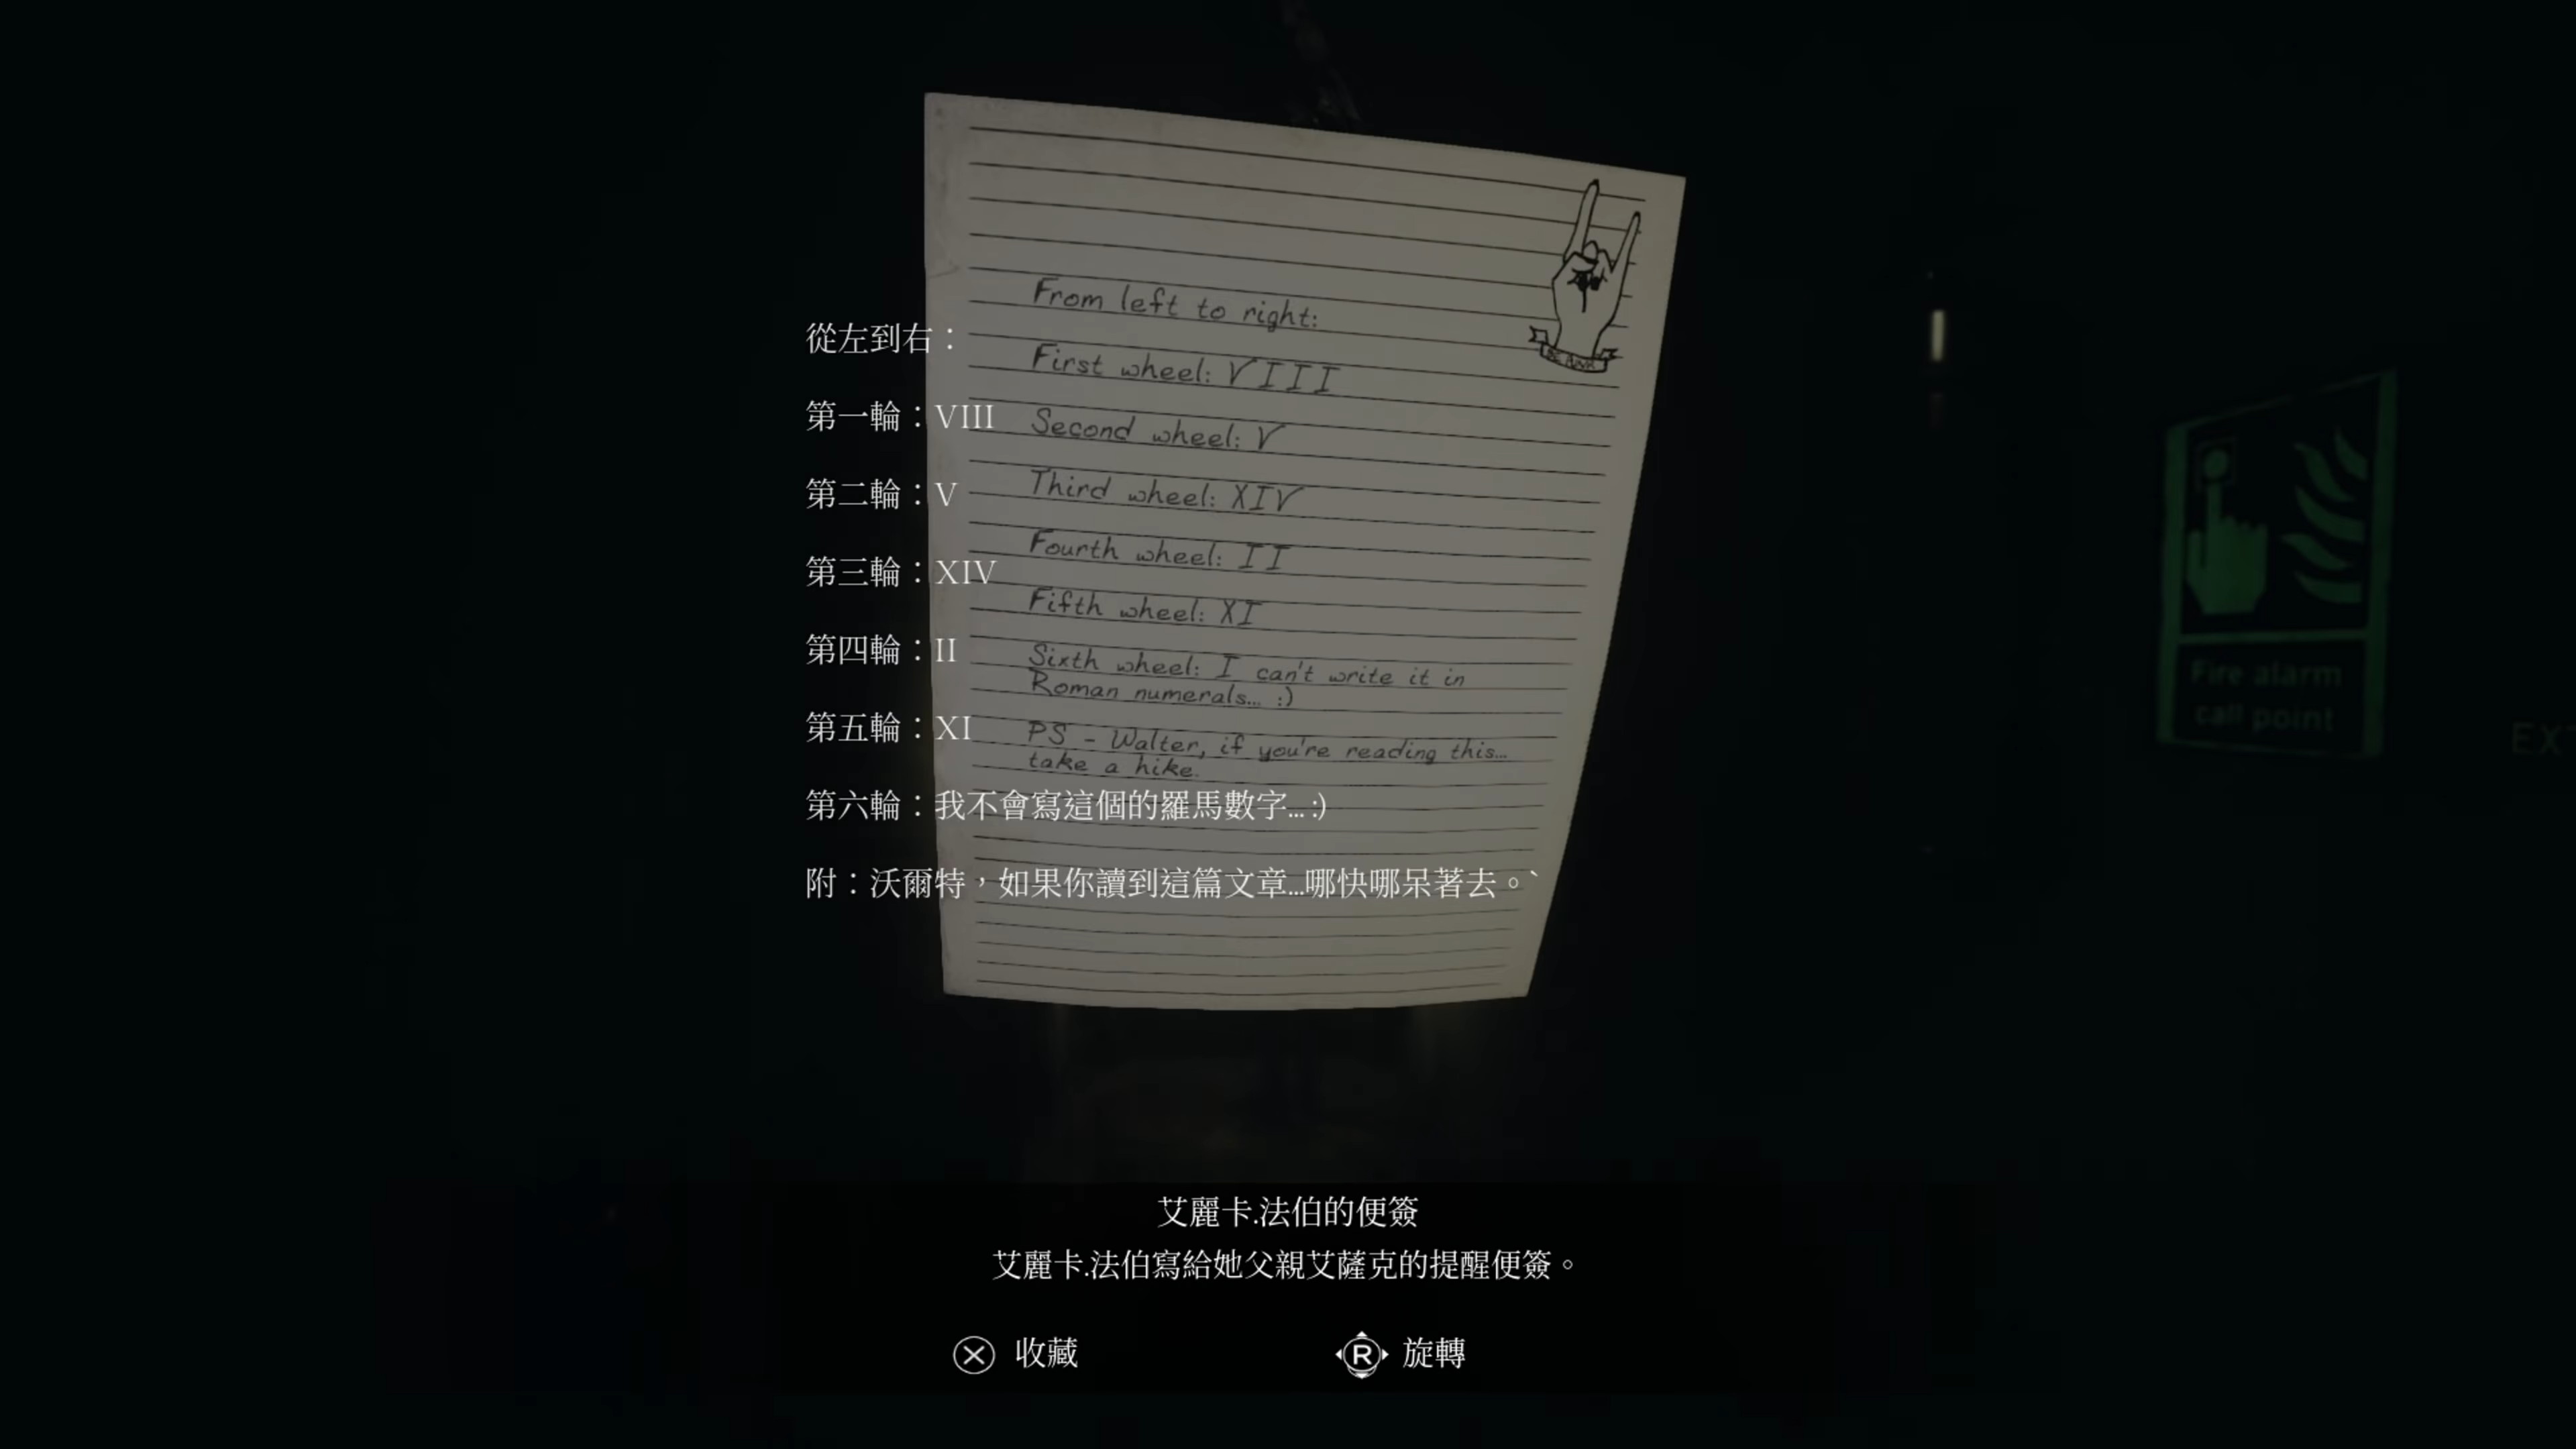 From left to right:
First wheel: VIII
Second wheel: V
Third wheel: XIV
Fourth wheel: II
Fifth wheel: XI
Sixth wheel: I can't write it in
Roman numerals... :)
PS - Walter, if you're reading this...
take a hike.
從左到右：
第一輪：VIII
第二輪：V
第三輪：XIV
第四輪：II
第五輪：XI
第六輪：我不會寫這個的羅馬數字...:)
附：沃爾特，如果你讀到這篇文章...哪快哪呆著去。`
Fire alarm
call point
艾麗卡.法伯的便簽
艾麗卡.法伯寫給她父親艾薩克的提醒便簽。
收藏
R 旋轉